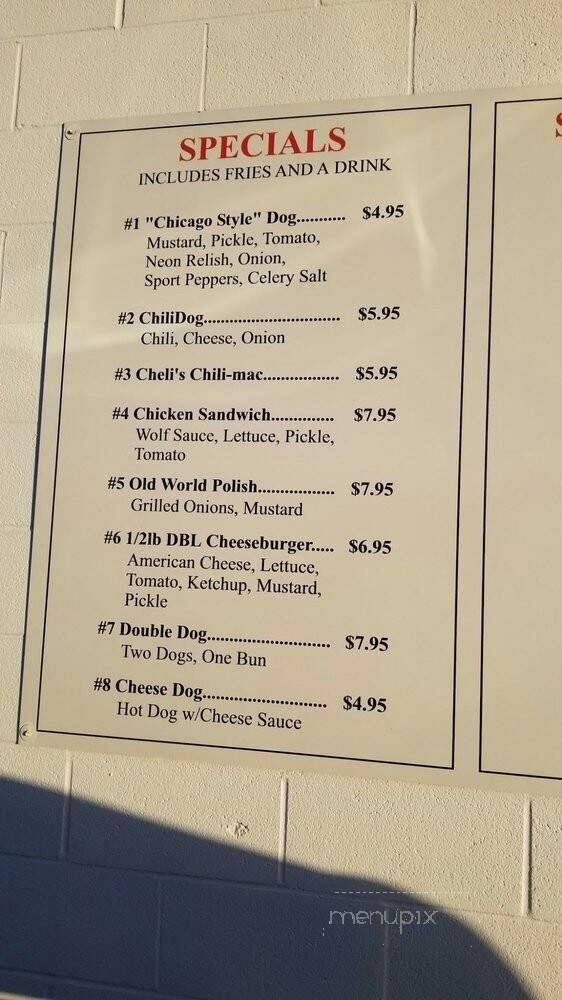 SPECIALS
INCLUDES FRIES AND A DRINK
#1 "Chicago Style" Dog........... $4.95
Mustard, Pickle, Tomato,
Neon Relish, Onion,
Sport Peppers, Celery Salt
#2 ChiliDog.............................. $5.95
Chili, Cheese, Onion
#3 Cheli's Chili-mac................. $5.95
#4 Chicken Sandwich.............. $7.95
Wolf Sauce, Lettuce, Pickle,
Tomato
#5 Old World Polish................. $7.95
Grilled Onions, Mustard
#6 1/2lb DBL Cheeseburger..... $6.95
American Cheese, Lettuce,
Tomato, Ketchup, Mustard,
Pickle
#7 Double Dog........................... $7.95
Two Dogs, One Bun
#8 Cheese Dog........................... $4.95
Hot Dog w/Cheese Sauce
menupix